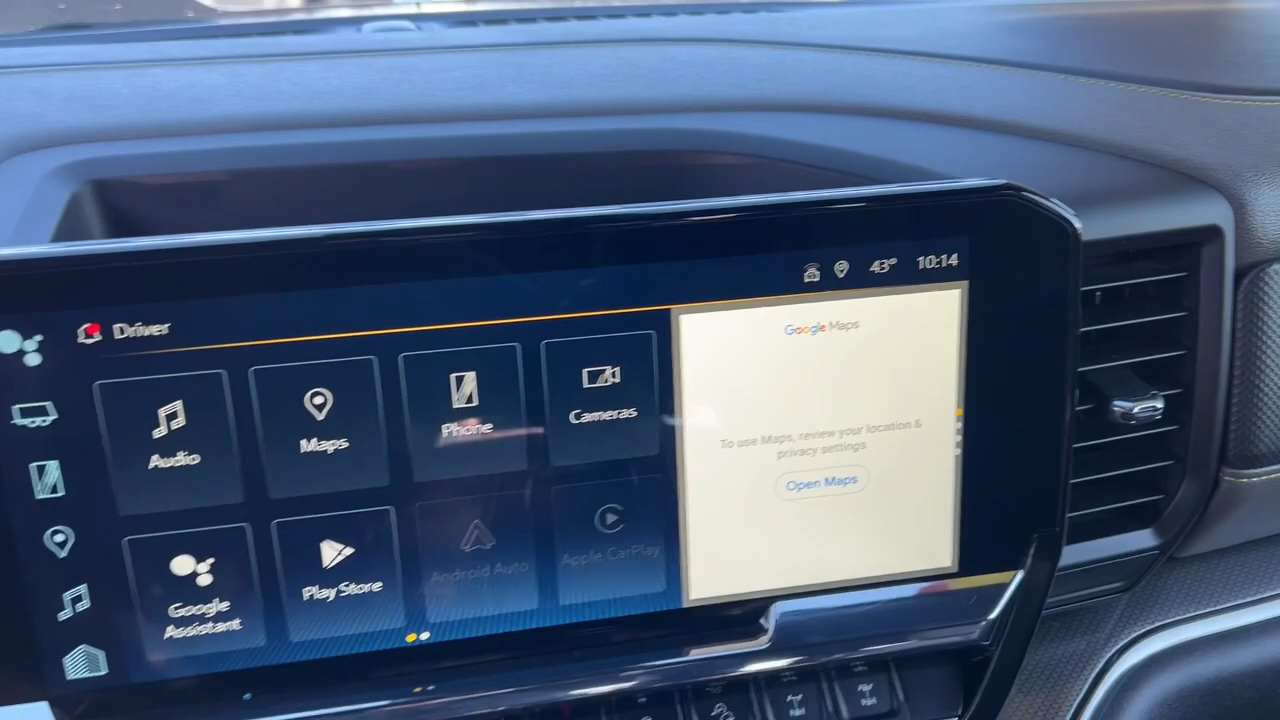 43° 10:14
Driver
Google Maps
Audio
Maps
Phone
Cameras
To use Maps, review your location &
privacy settings
Open Maps
Google
Assistant
Play Store
Android Auto
Apple CarPlay